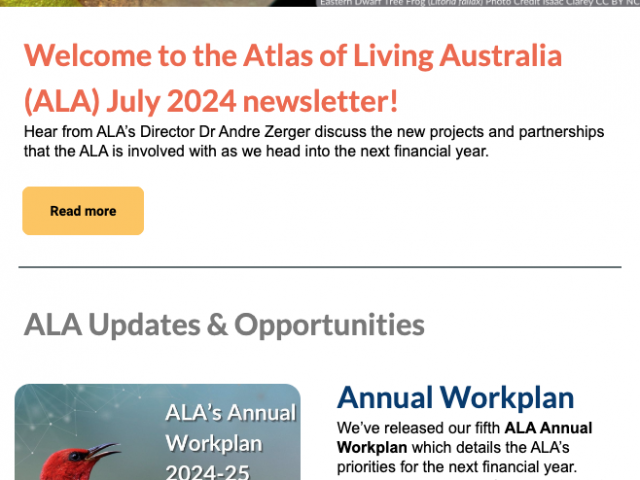 Eastern Dwarf Tree Frog (Litoria fallax) Photo Credit Isaac Clarey CC BY NC
Welcome to the Atlas of Living Australia
(ALA) July 2024 newsletter!
Hear from ALA's Director Dr Andre Zerger discuss the new projects and partnerships
that the ALA is involved with as we head into the next financial year.
Read more
ALA Updates & Opportunities
ALA's Annual
Workplan
2024-25
Annual Workplan
We've released our fifth ALA Annual
Workplan which details the ALA's
priorities for the next financial year.